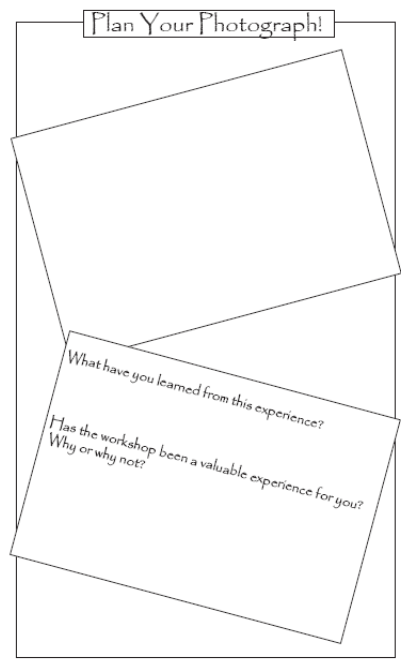 Plan Your Photograph!
What have you learned from this experience?
Has the workshop been a valuable experience for you?
Why or why not?